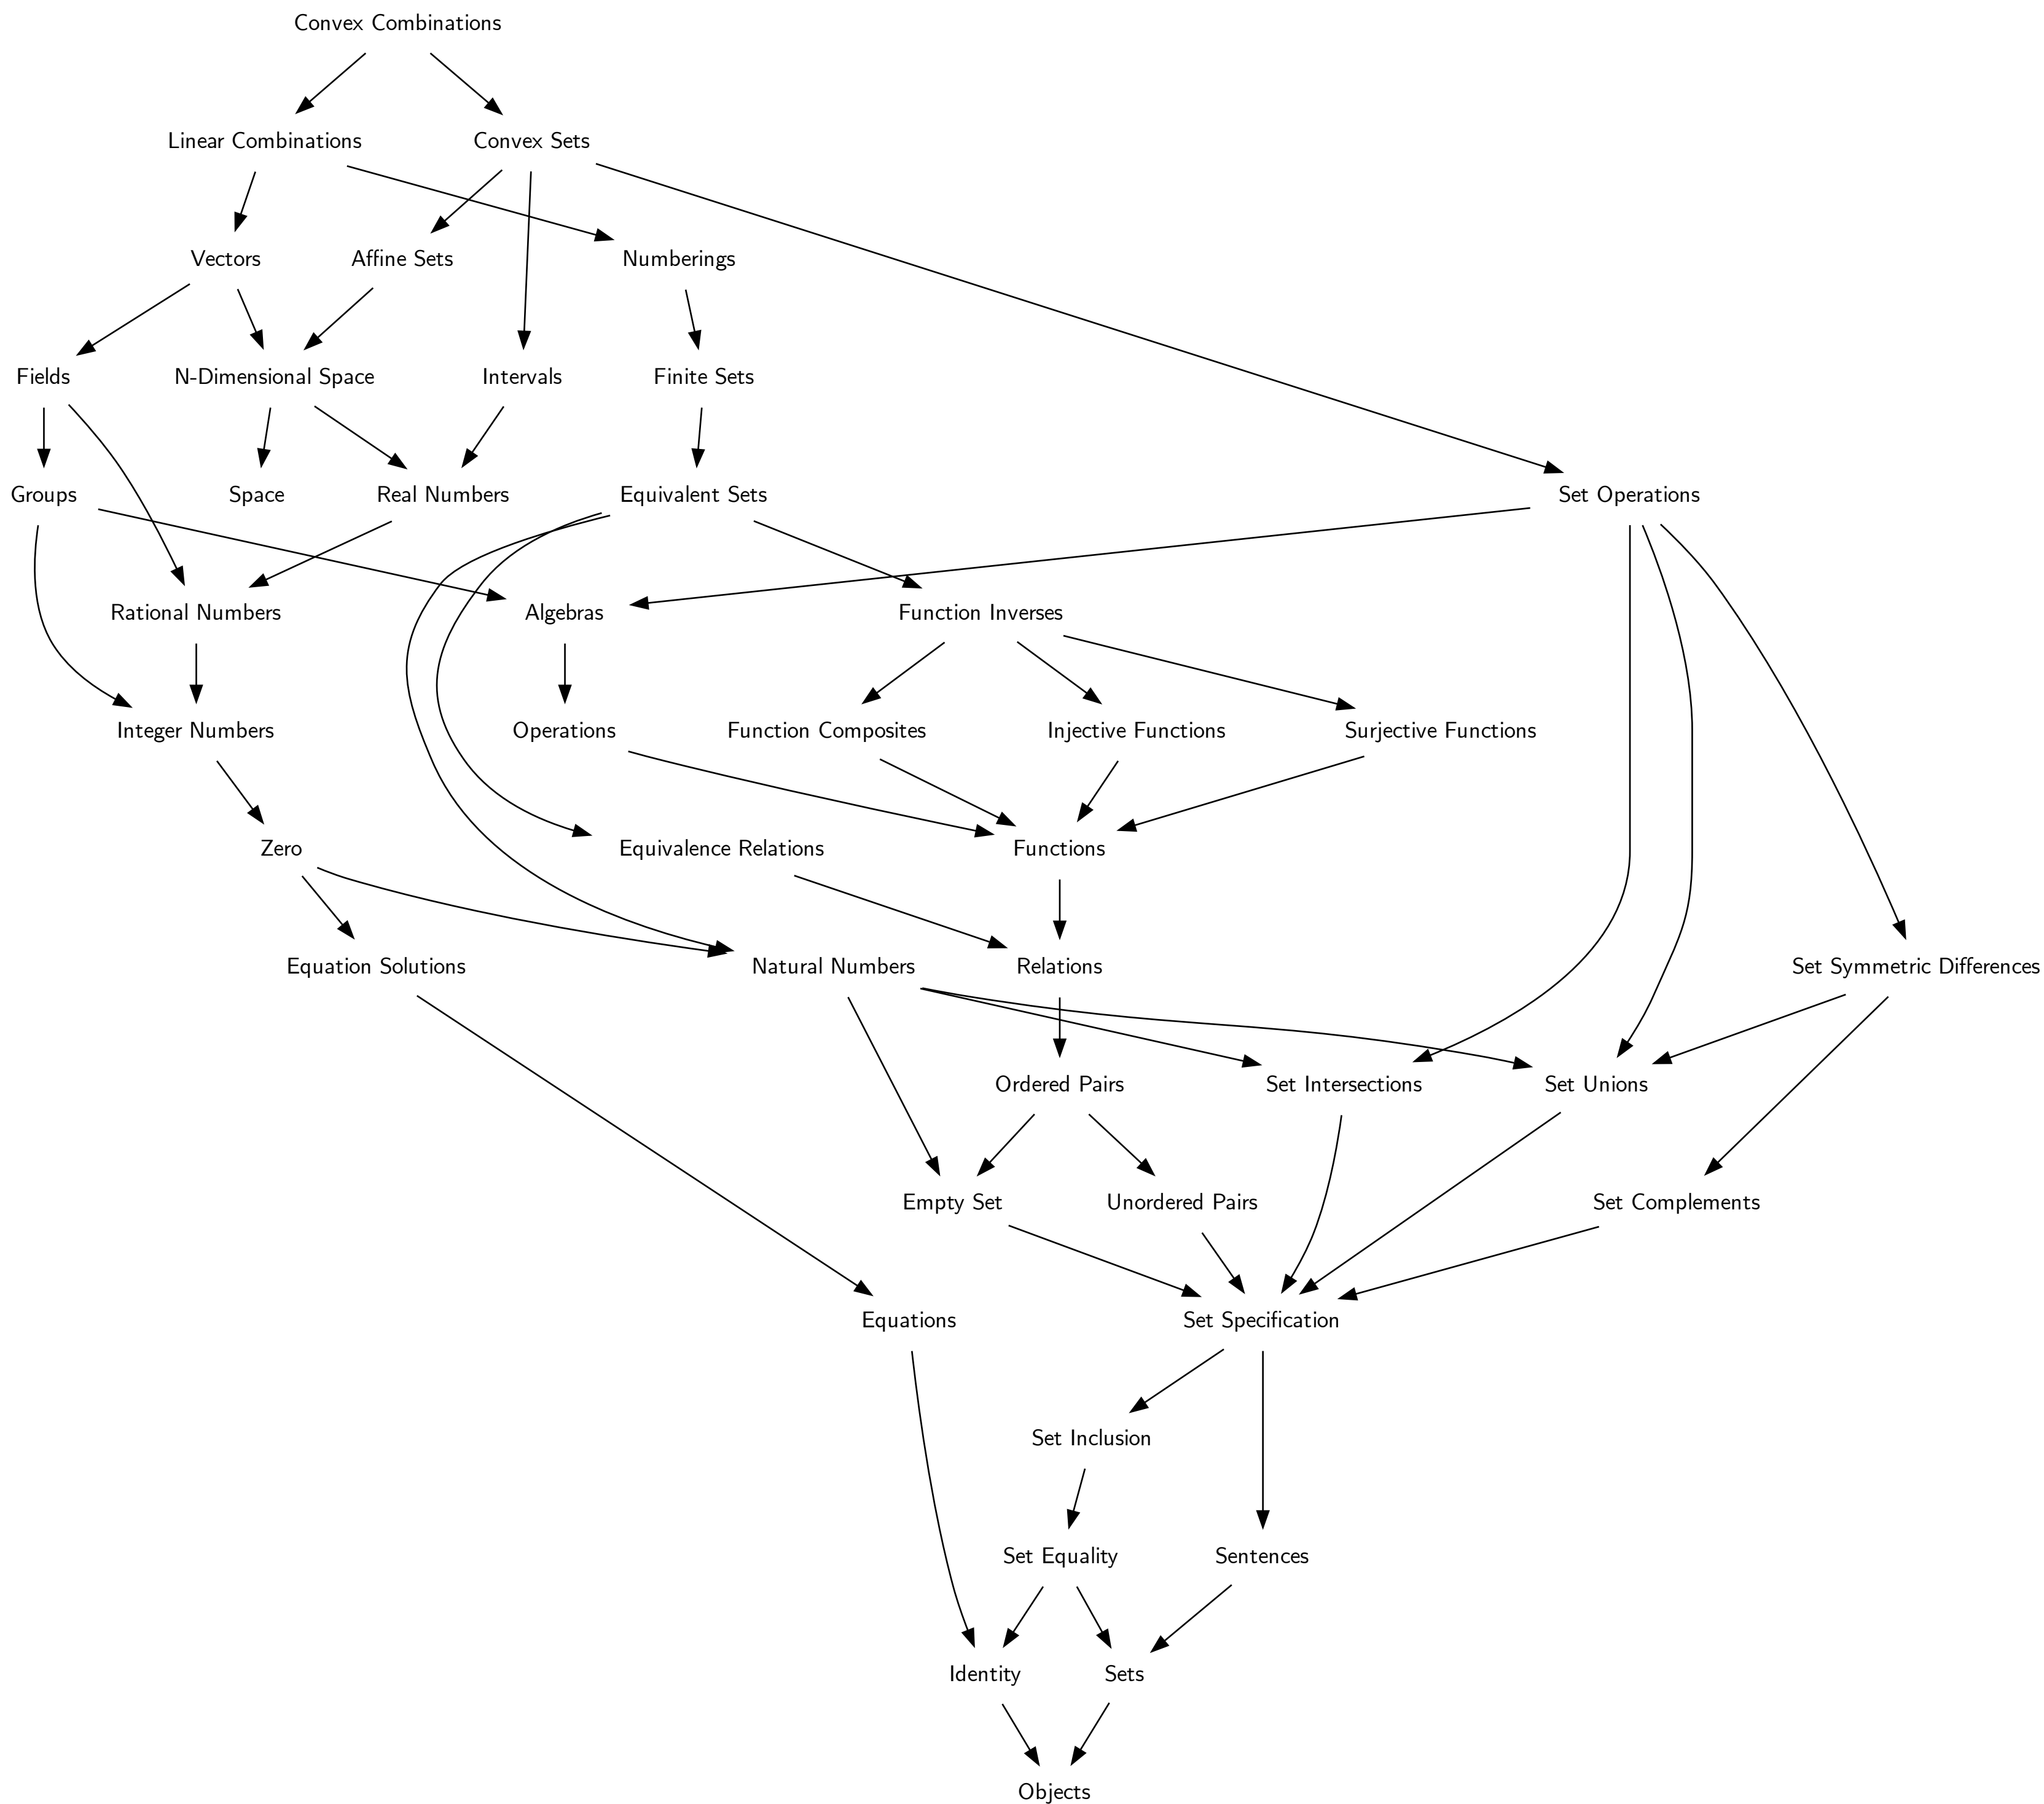 Convex Combinations
Linear Combinations
Convex Sets
Vectors
Affine Sets
Numberings
Fields
N-Dimensional Space
Intervals
Finite Sets
Groups
Space
Real Numbers
Equivalent Sets
Set Operations
Rational Numbers
Algebras
Function Inverses
Integer Numbers
Operations
Function Composites
Injective Functions
Surjective Functions
Zero
Equivalence Relations
Functions
Equation Solutions
Natural Numbers
Relations
Set Symmetric Differences
Ordered Pairs
Set Intersections
Set Unions
Empty Set
Unordered Pairs
Set Complements
Equations
Set Specification
Set Inclusion
Set Equality
Sentences
Identity
Sets
Objects